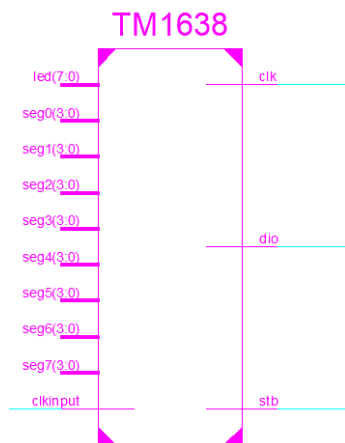 TM1638
led(7:0)
clk
seg0(3:0)
seg1(3:0)
seg2(3:0)
seg3(3:0)
dio
seg4(3:0)
seg5(3:0)
seg6(3:0)
seg7(3:0)
clkinput
stb